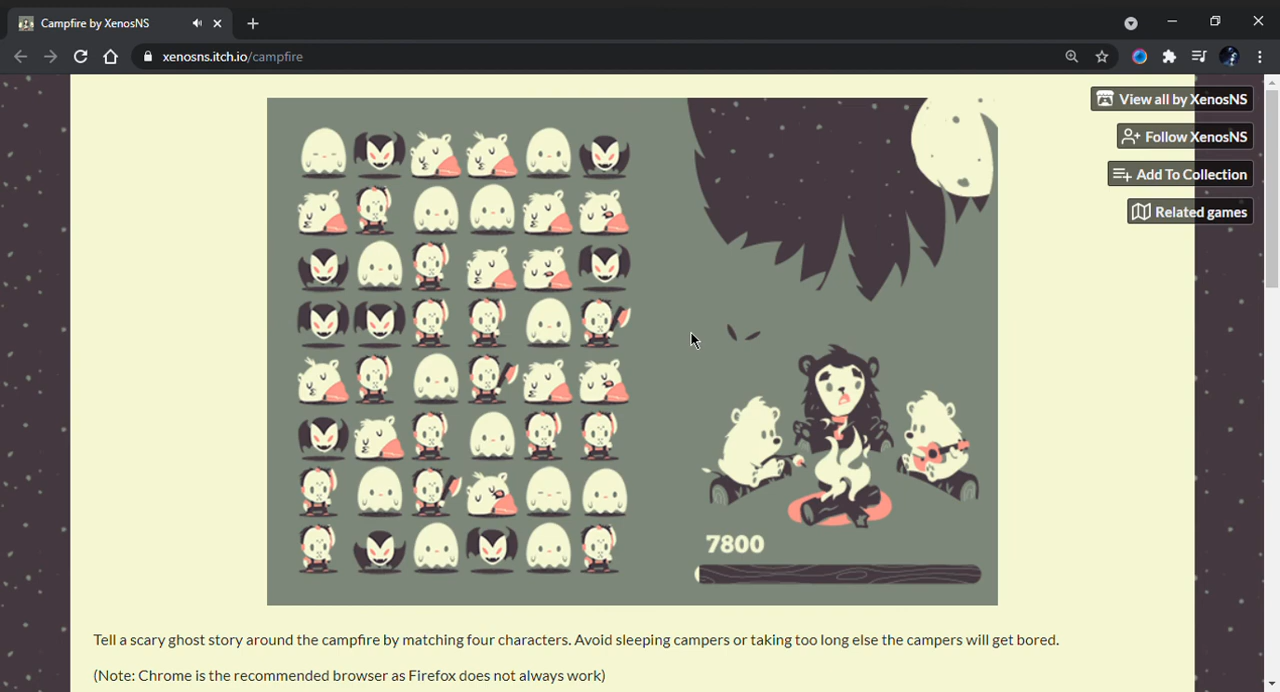 Campfire by XenosNS
xenosns.itch.io/campfire
View all by XenosNS
Follow XenosNS
Add To Collection
Related games
7800
Tell a scary ghost story around the campfire by matching four characters. Avoid sleeping campers or taking too long else the campers will get bored.
(Note: Chrome is the recommended browser as Firefox does not always work)